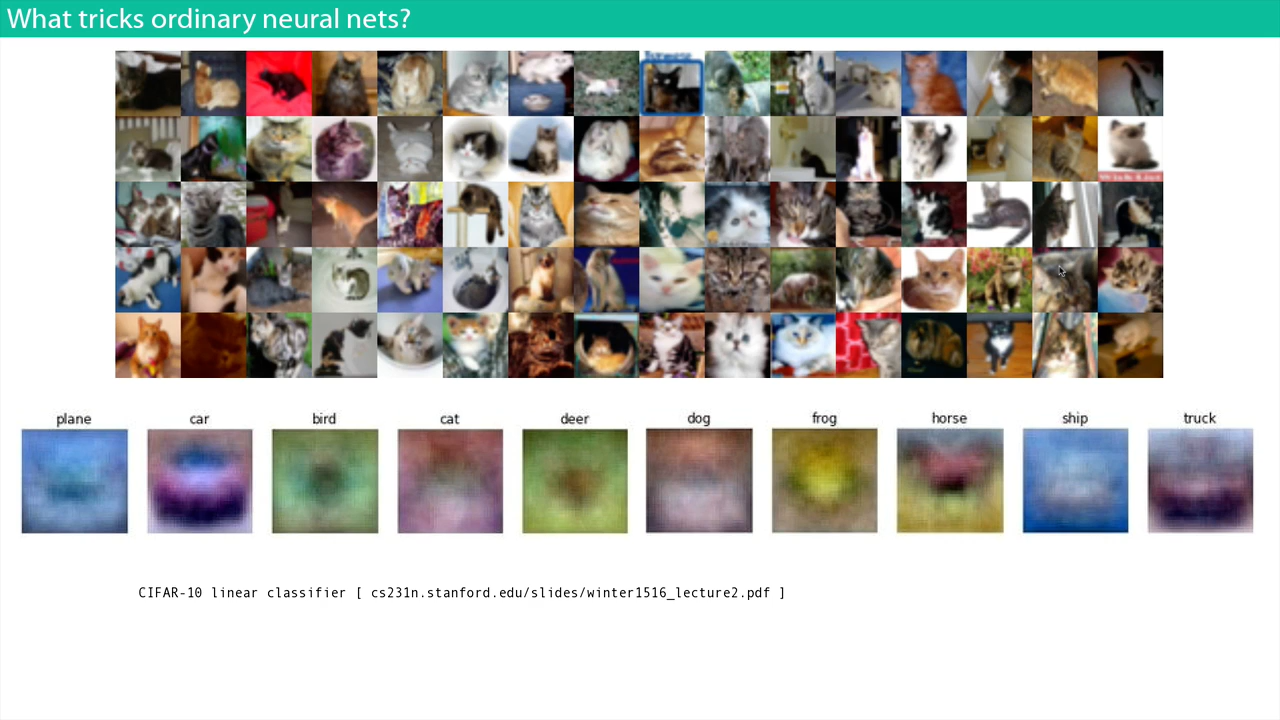 What tricks ordinary neural nets?
plane car bird cat deer dog frog horse ship truck
CIFAR-10 linear classifier [ cs231n.stanford.edu/slides/winter1516_lecture2.pdf ]